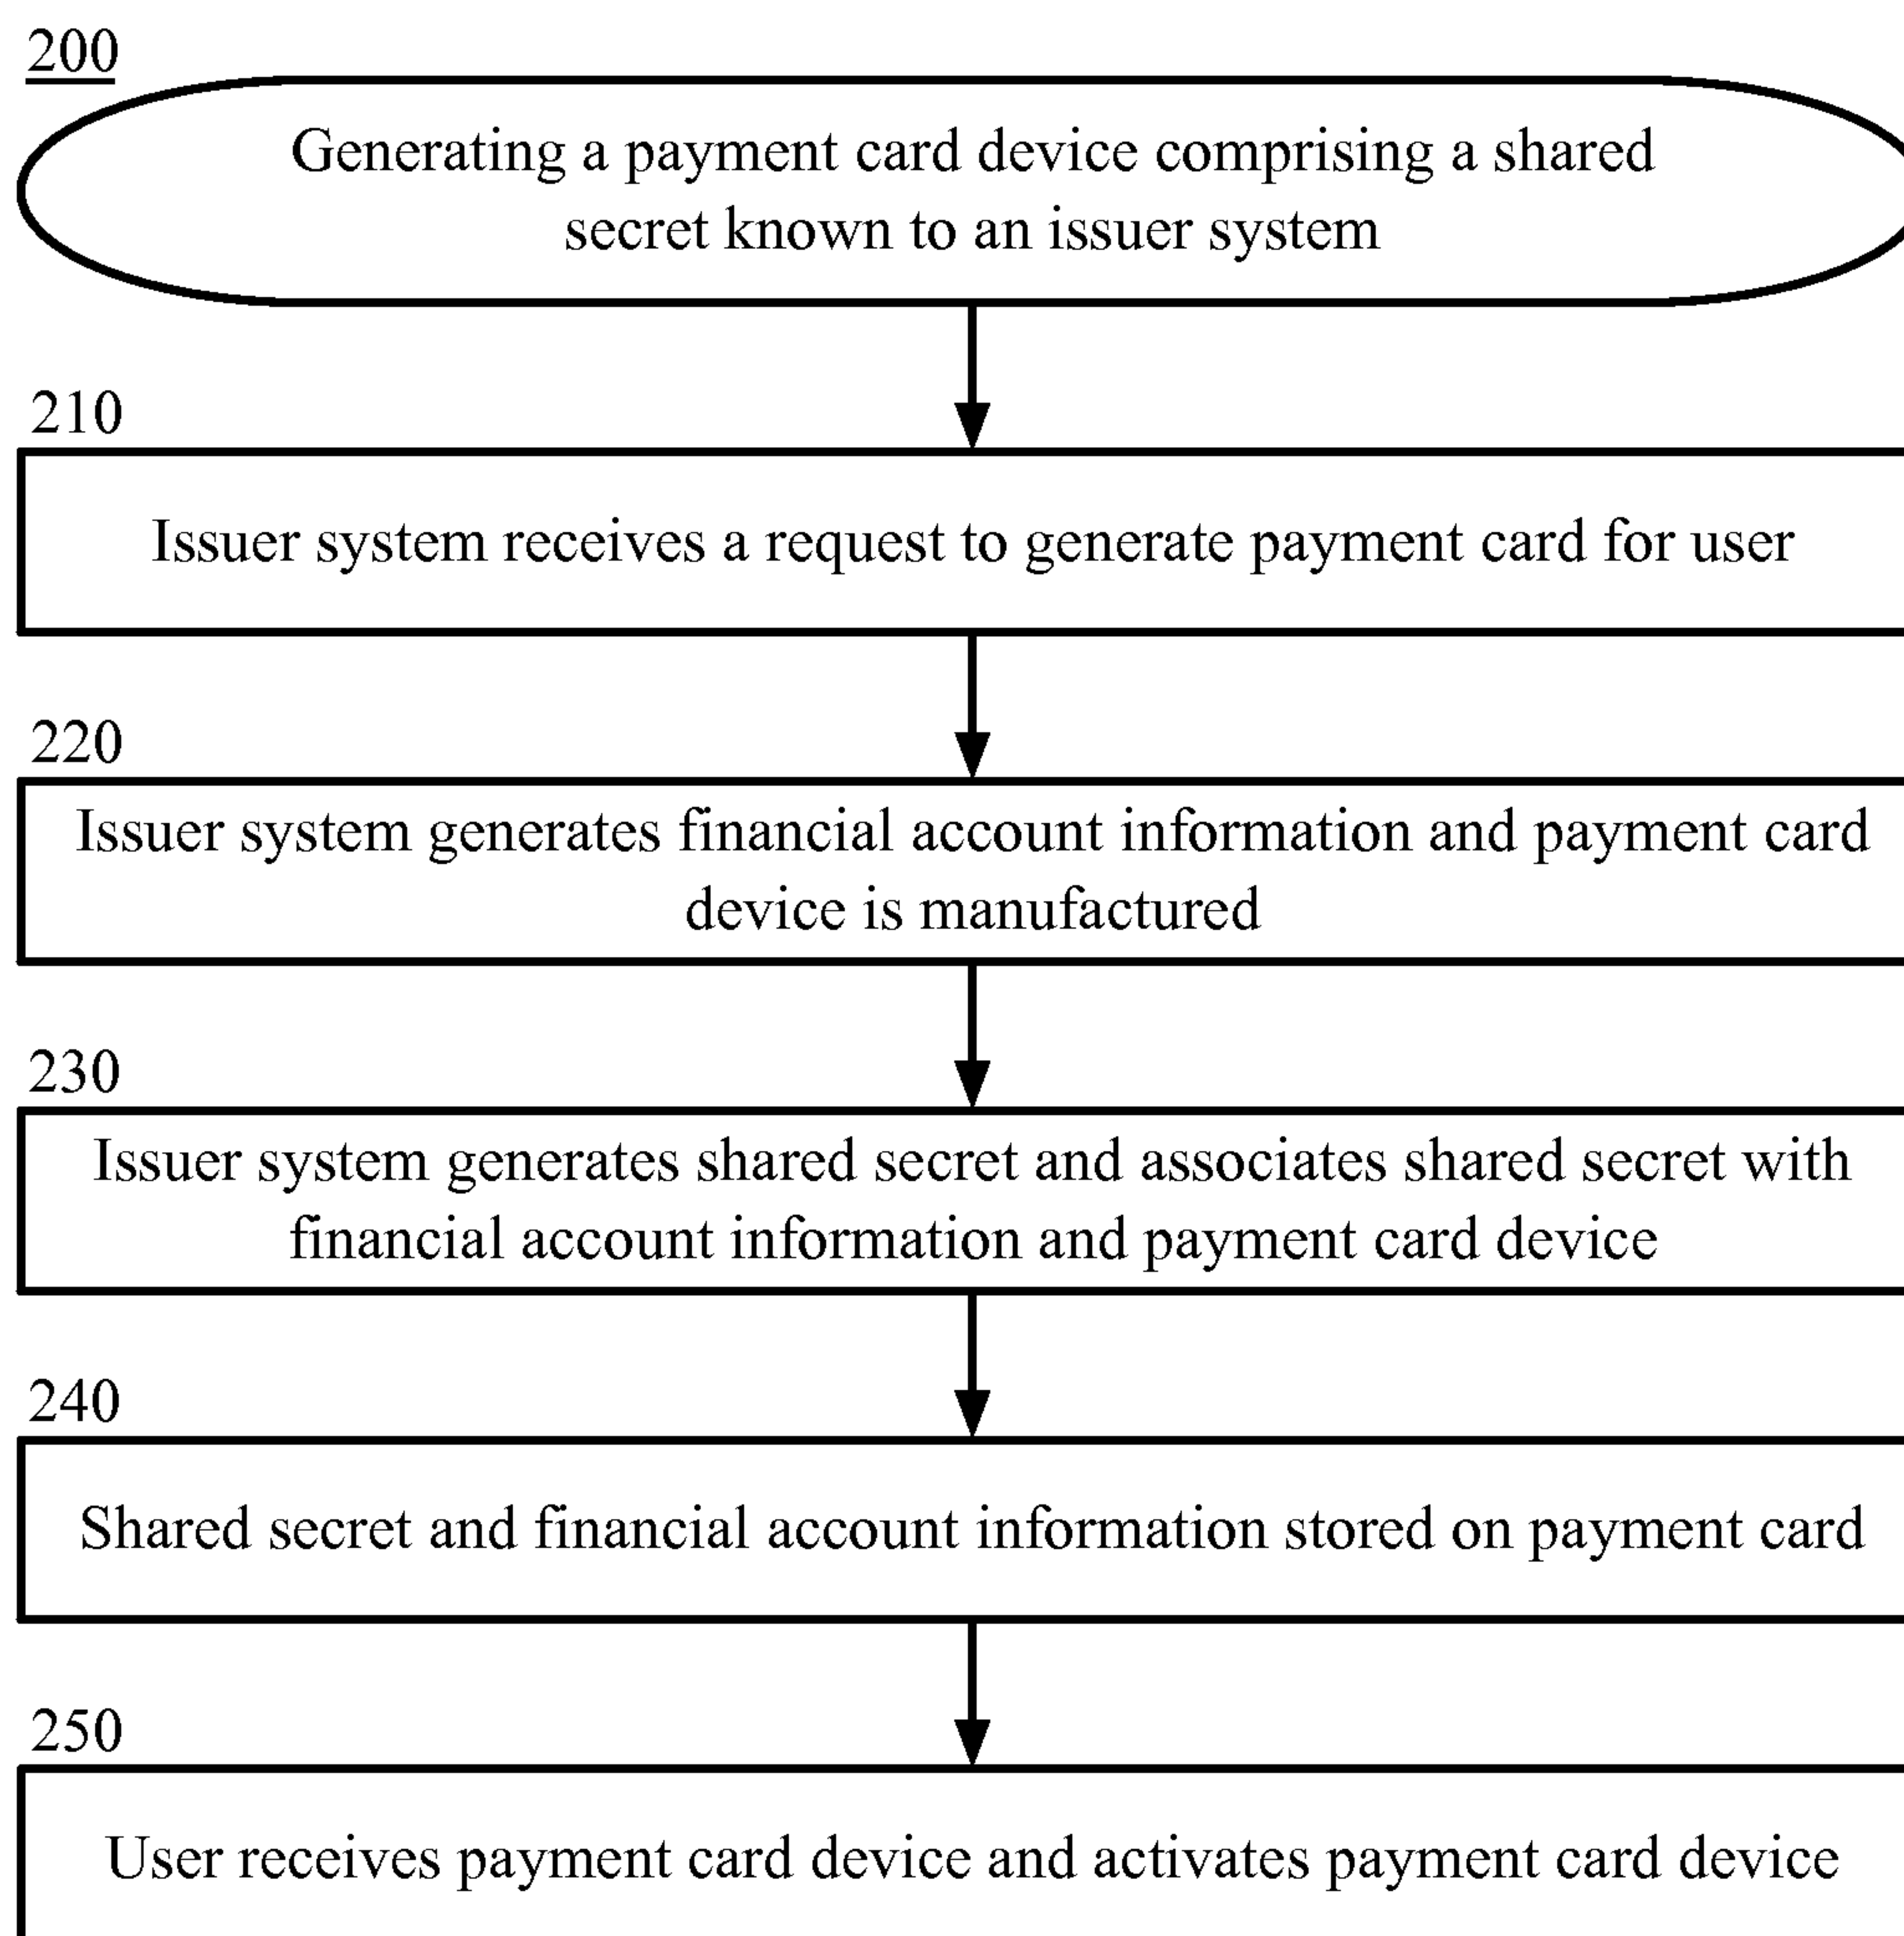 200
Generating a payment card device comprising a shared
secret known to an issuer system
210
Issuer system receives a request to generate payment card for user
220
Issuer system generates financial account information and payment card
device is manufactured
230
Issuer system generates shared secret and associates shared secret with
financial account information and payment card device
240
Shared secret and financial account information stored on payment card
250
User receives payment card device and activates payment card device